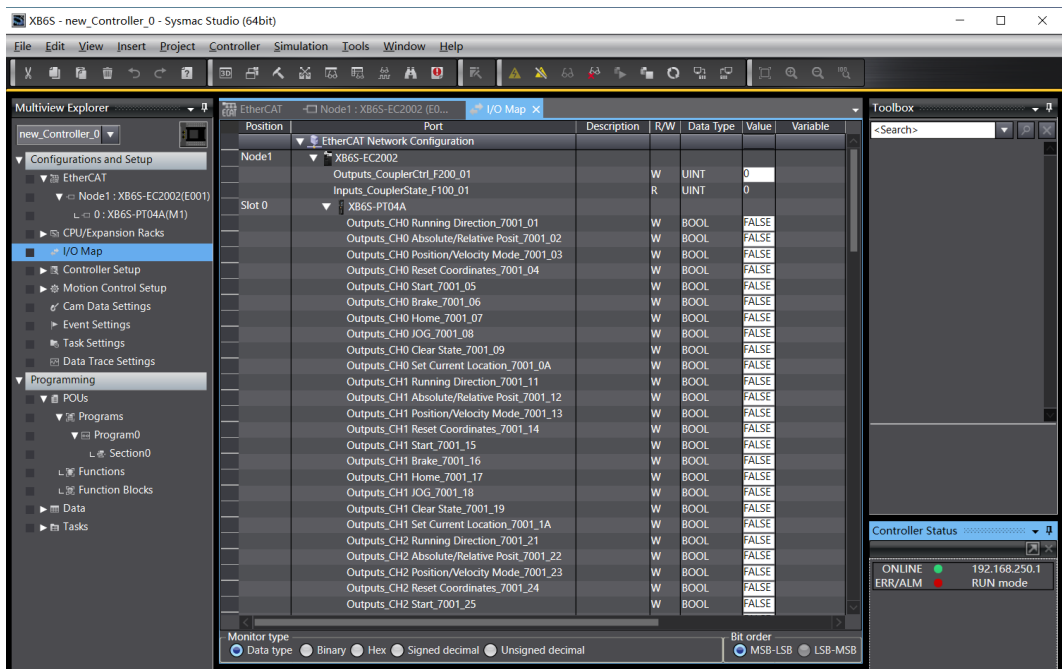 XB6S - new_Controller_0 - Sysmac Studio (64bit)
File Edit View Insert Project Controller Simulation Tools Window Help
Multiview Explorer
new_Controller_0
Configurations and Setup
EtherCAT
Node1 : XB6S-EC2002(E001)
0 : XB6S-PT04A(M1)
CPU/Expansion Racks
I/O Map
Controller Setup
Motion Control Setup
Cam Data Settings
Event Settings
Task Settings
Data Trace Settings
Programming
POUs
Programs
Program0
Section0
Functions
Function Blocks
Data
Tasks
EtherCAT Node1 : XB6S-EC2002 (E0... I/O Map
Position Port Description R/W Data Type Value Variable
EtherCAT Network Configuration
Node1 XB6S-EC2002
Outputs_CouplerCtrl_F200_01 W UINT 0
Inputs_CouplerState_F100_01 R UINT 0
Slot 0 XB6S-PT04A
Outputs_CH0 Running Direction_7001_01 W BOOL FALSE
Outputs_CH0 Absolute/Relative Posit_7001_02 W BOOL FALSE
Outputs_CH0 Position/Velocity Mode_7001_03 W BOOL FALSE
Outputs_CH0 Reset Coordinates_7001_04 W BOOL FALSE
Outputs_CH0 Start_7001_05 W BOOL FALSE
Outputs_CH0 Brake_7001_06 W BOOL FALSE
Outputs_CH0 Home_7001_07 W BOOL FALSE
Outputs_CH0 JOG_7001_08 W BOOL FALSE
Outputs_CH0 Clear State_7001_09 W BOOL FALSE
Outputs_CH0 Set Current Location_7001_0A W BOOL FALSE
Outputs_CH1 Running Direction_7001_11 W BOOL FALSE
Outputs_CH1 Absolute/Relative Posit_7001_12 W BOOL FALSE
Outputs_CH1 Position/Velocity Mode_7001_13 W BOOL FALSE
Outputs_CH1 Reset Coordinates_7001_14 W BOOL FALSE
Outputs_CH1 Start_7001_15 W BOOL FALSE
Outputs_CH1 Brake_7001_16 W BOOL FALSE
Outputs_CH1 Home_7001_17 W BOOL FALSE
Outputs_CH1 JOG_7001_18 W BOOL FALSE
Outputs_CH1 Clear State_7001_19 W BOOL FALSE
Outputs_CH1 Set Current Location_7001_1A W BOOL FALSE
Outputs_CH2 Running Direction_7001_21 W BOOL FALSE
Outputs_CH2 Absolute/Relative Posit_7001_22 W BOOL FALSE
Outputs_CH2 Position/Velocity Mode_7001_23 W BOOL FALSE
Outputs_CH2 Reset Coordinates_7001_24 W BOOL FALSE
Outputs_CH2 Start_7001_25 W BOOL FALSE
Monitor type
Data type Binary Hex Signed decimal Unsigned decimal
Bit order
MSB-LSB LSB-MSB
Toolbox
<Search>
Controller Status
ONLINE 192.168.250.1
ERR/ALM RUN mode